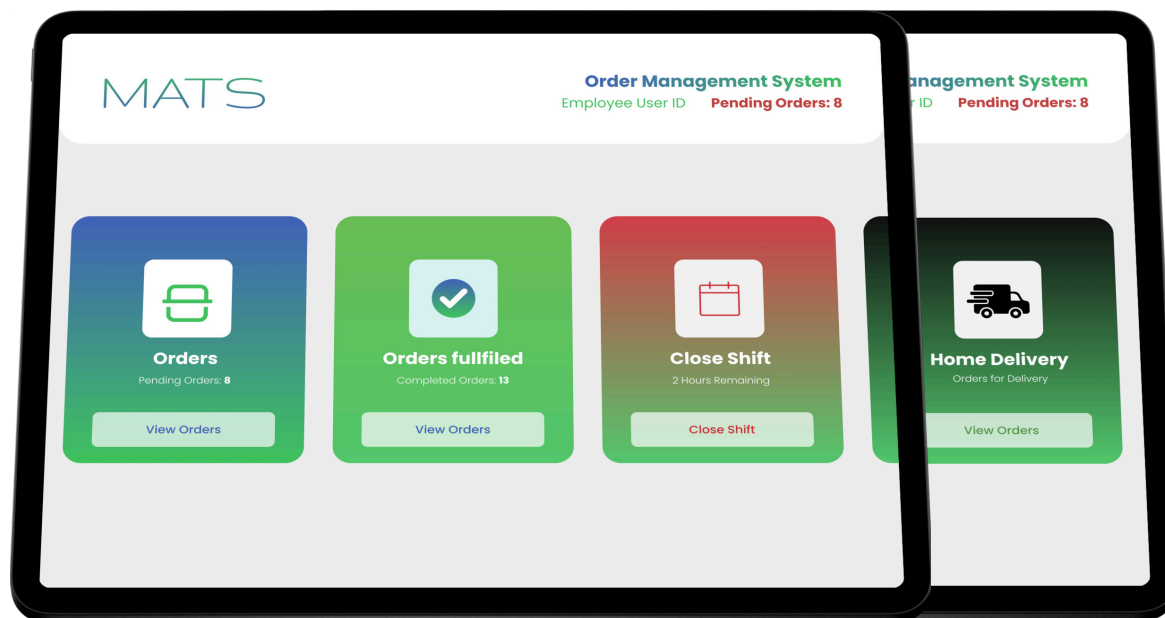 MATS
Order Management System
Employee User ID Pending Orders: 8
anagement System
r ID Pending Orders: 8
Orders
Pending Orders: 8
View Orders
Orders fullfiled
Completed Orders: 13
View Orders
Close Shift
2 Hours Remaining
Close Shift
Home Delivery
Orders for Delivery
View Orders